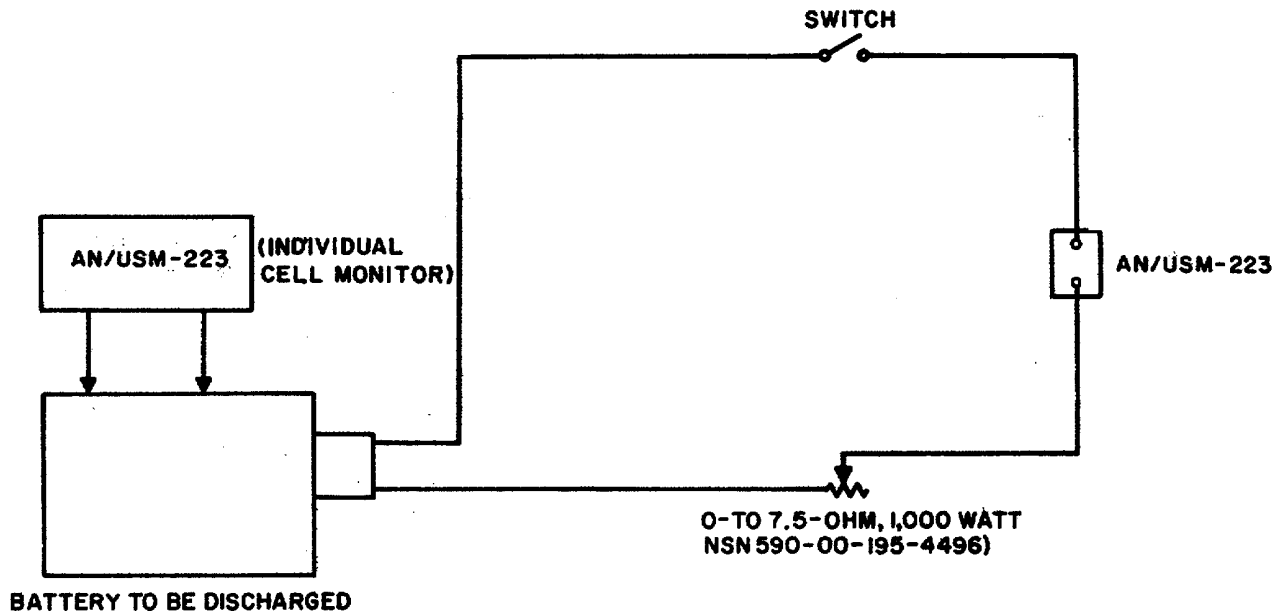 SWITCH
AN/USM-223
(INDIVIDUAL
CELL MONITOR)
AN/USM-223
0-TO 7.5-OHM, 1,000 WATT
NSN 590-00-195-4496)
BATTERY TO BE DISCHARGED